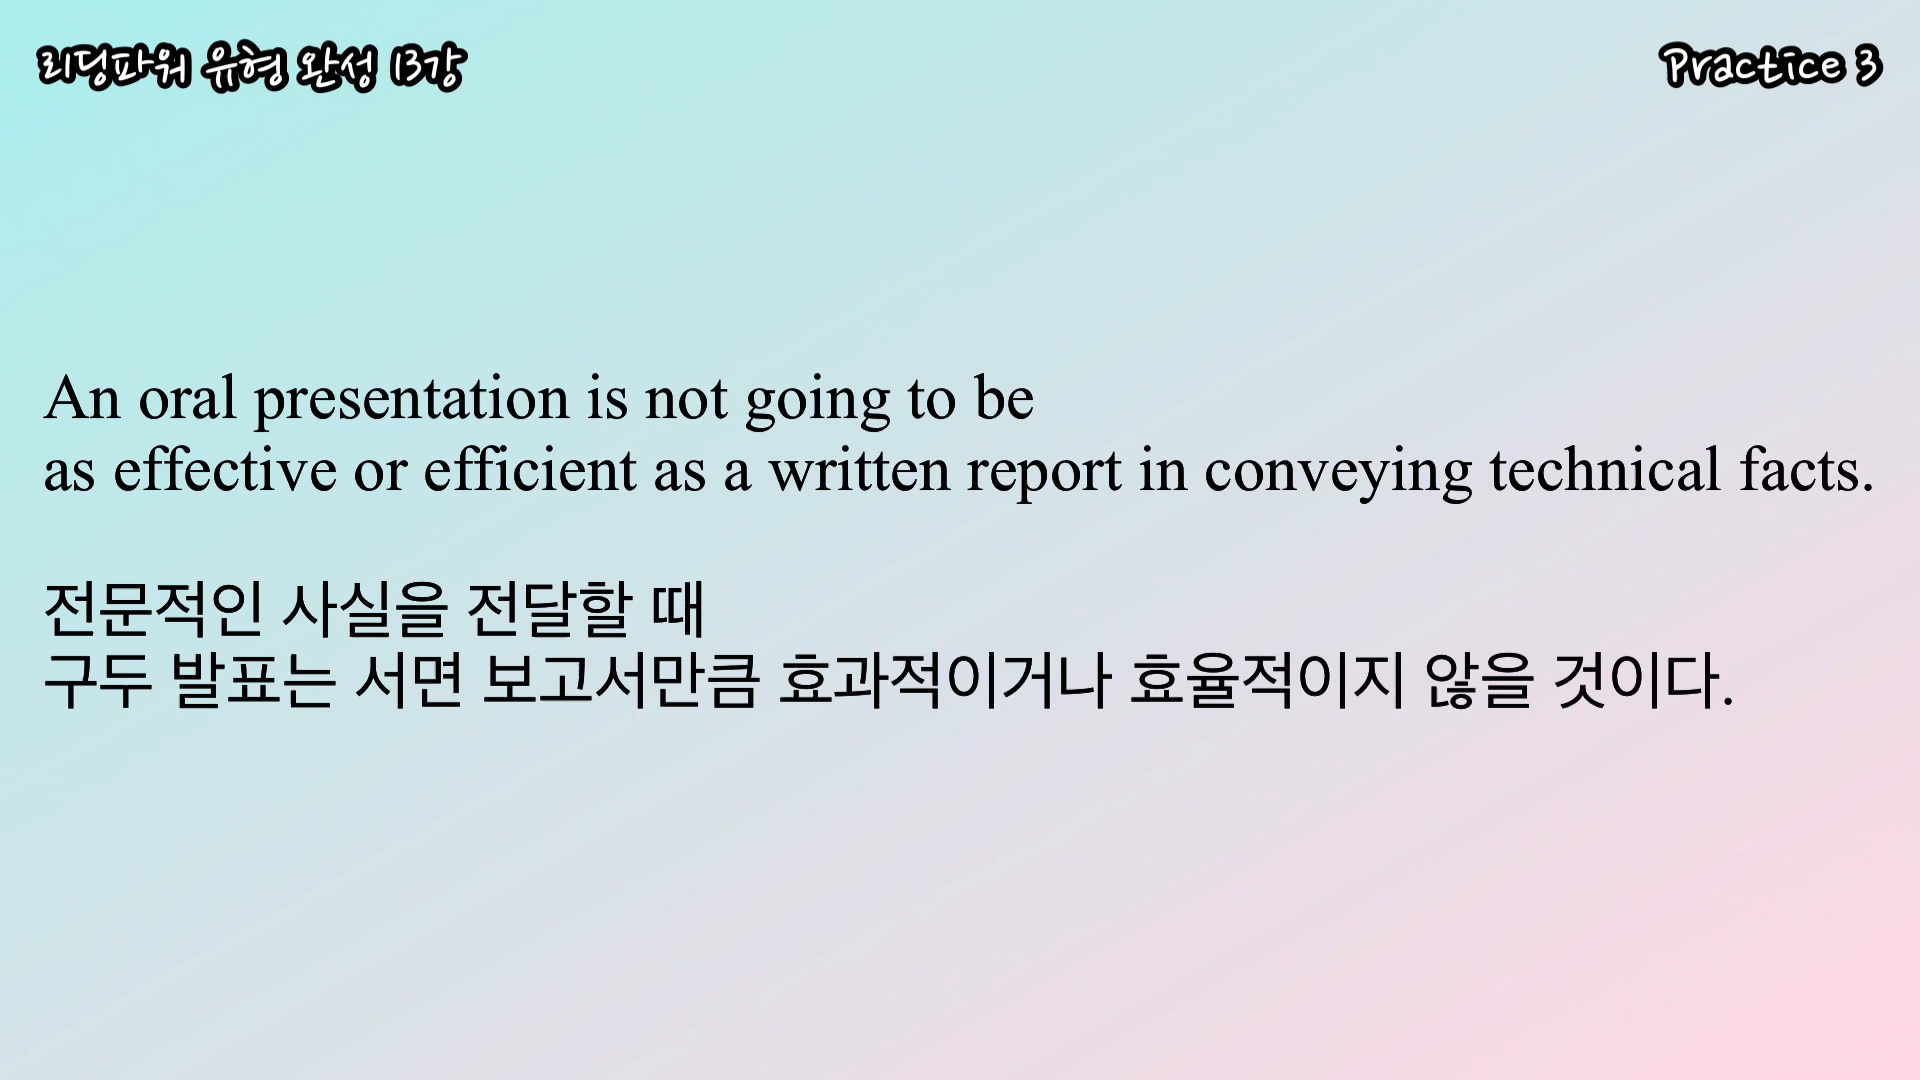 리딩파워 유형 완성 13강
Practice 3
An oral presentation is not going to be
as effective or efficient as a written report in conveying technical facts.
전문적인 사실을 전달할 때
구두 발표는 서면 보고서만큼 효과적이거나 효율적이지 않을 것이다.